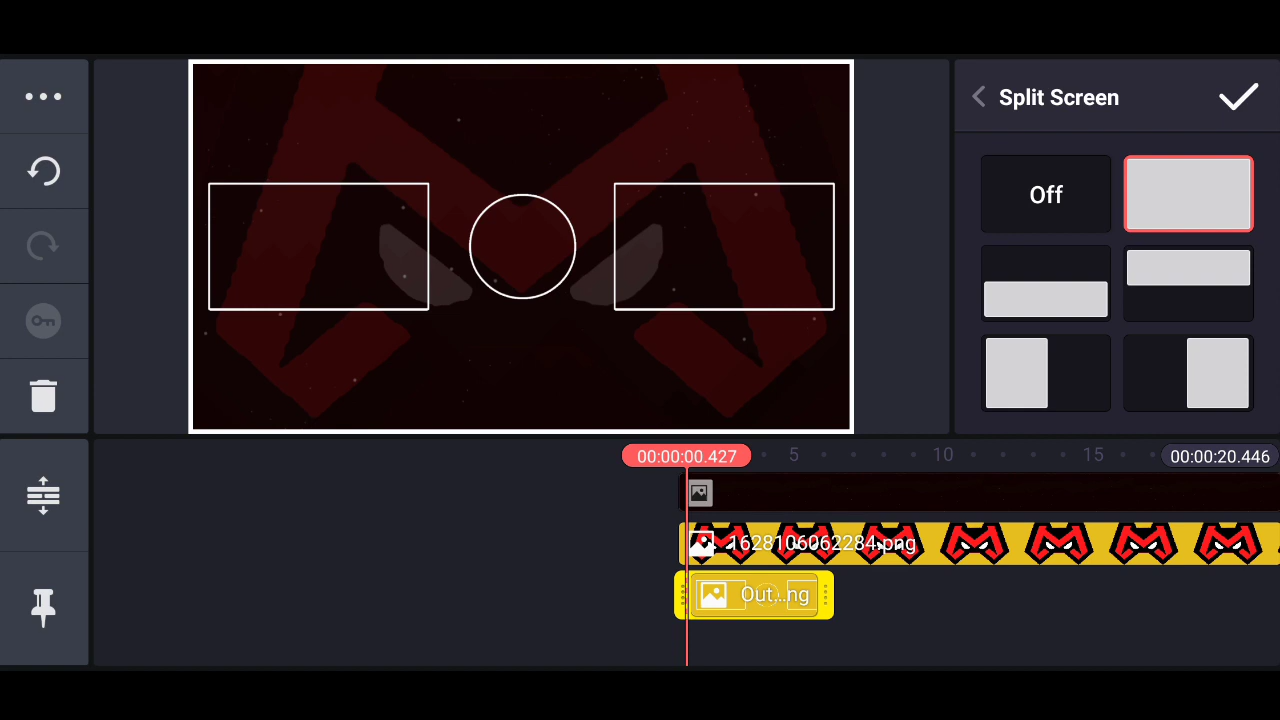 Split Screen
Off
00:00:00.427
5
10
15
00:00:20.446
1628106062284.png
Out...ng